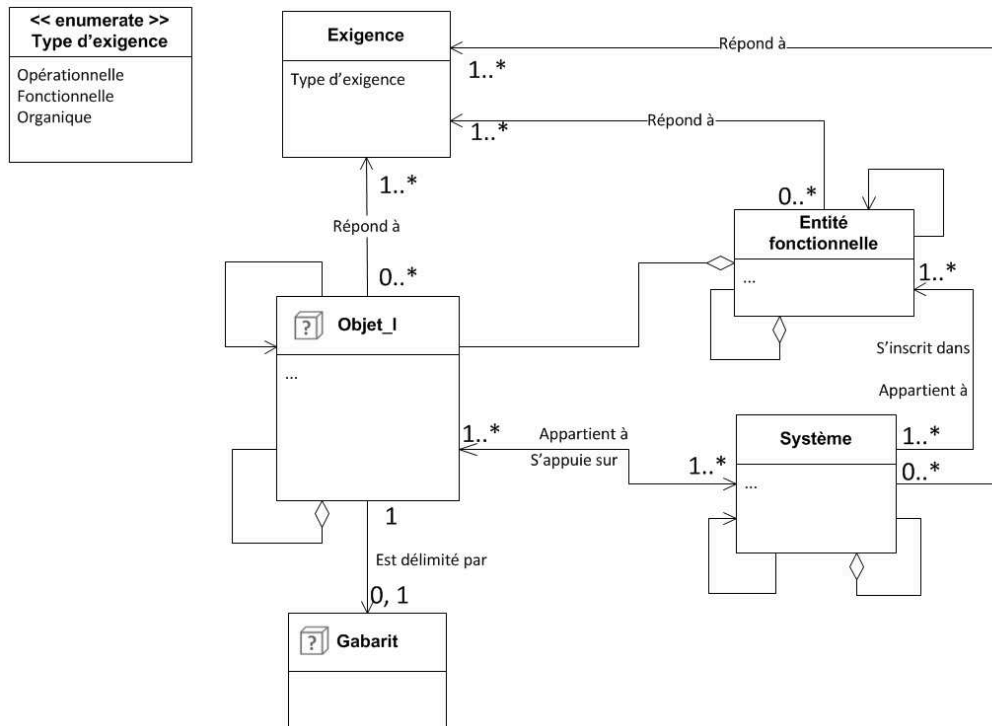 << enumerate >>
Type d’exigence
Opérationnelle
Fonctionnelle
Organique
Exigence
Type d’exigence
Répond à
1..*
Répond à
1..*
1..*
Répond à
0..*
0..*
Entité
fonctionnelle
...
1..*
? Objet_I
...
S’inscrit dans
Appartient à
1..*
Appartient à
S’appuie sur
1..*
Système
...
1..*
0..*
1
Est délimité par
0, 1
? Gabarit